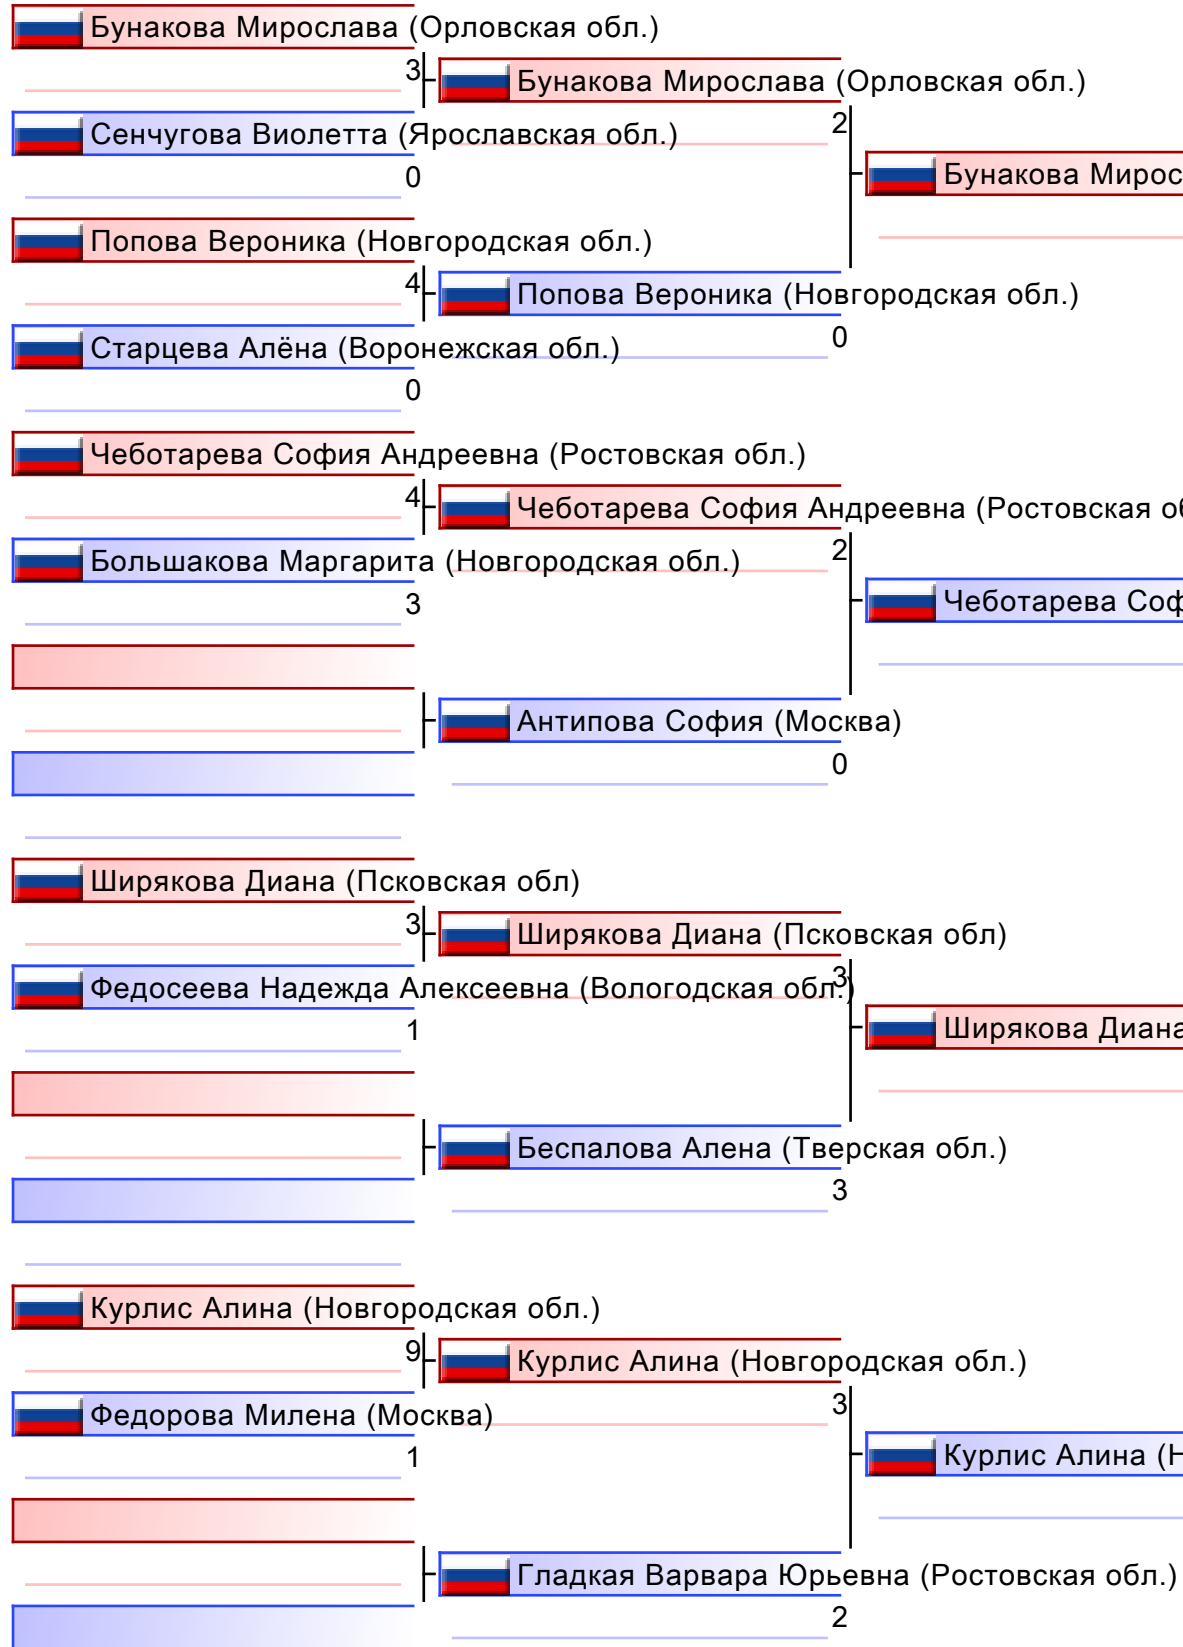 Бунакова Мирослава (Орловская обл.)
3
Бунакова Мирослава (Орловская обл.)
Сенчугова Виолетта (Ярославская обл.)
2
0
Бунакова Мирос
Попова Вероника (Новгородская обл.)
4
Попова Вероника (Новгородская обл.)
Старцева Алёна (Воронежская обл.)
0
0
Чеботарева София Андреевна (Ростовская обл.)
4
Чеботарева София Андреевна (Ростовская об
Большакова Маргарита (Новгородская обл.)
2
3
Чеботарева Соф
Антипова София (Москва)
0
Ширякова Диана (Псковская обл)
3
Ширякова Диана (Псковская обл)
Федосеева Надежда Алексеевна (Вологодская обл.)
3
1
Ширякова Диана
Беспалова Алена (Тверская обл.)
3
Курлис Алина (Новгородская обл.)
9
Курлис Алина (Новгородская обл.)
Федорова Милена (Москва)
3
1
Курлис Алина (Н
Гладкая Варвара Юрьевна (Ростовская обл.)
2